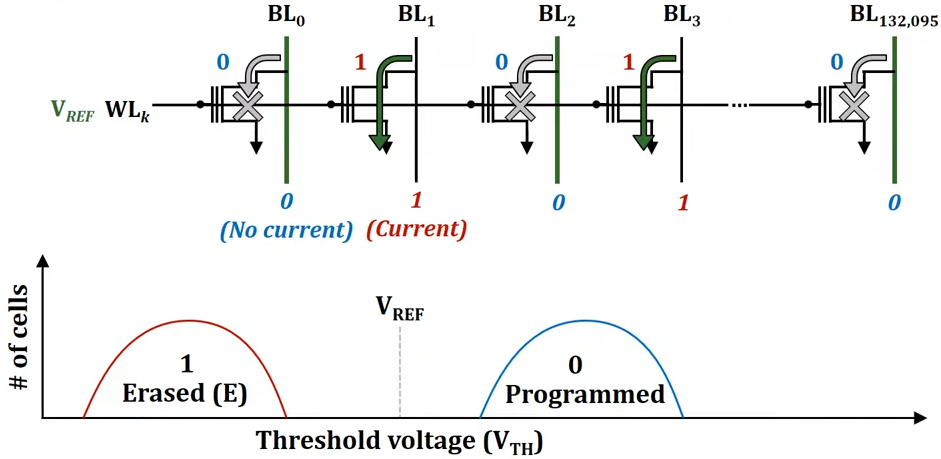 BL0 BL1 BL2 BL3 BL132,095
0 1 0 1 0
VREF WLk ...
0 1 0 1 0
(No current) (Current)
# of cells
VREF
1 0
Erased (E) Programmed
Threshold voltage (VTH)